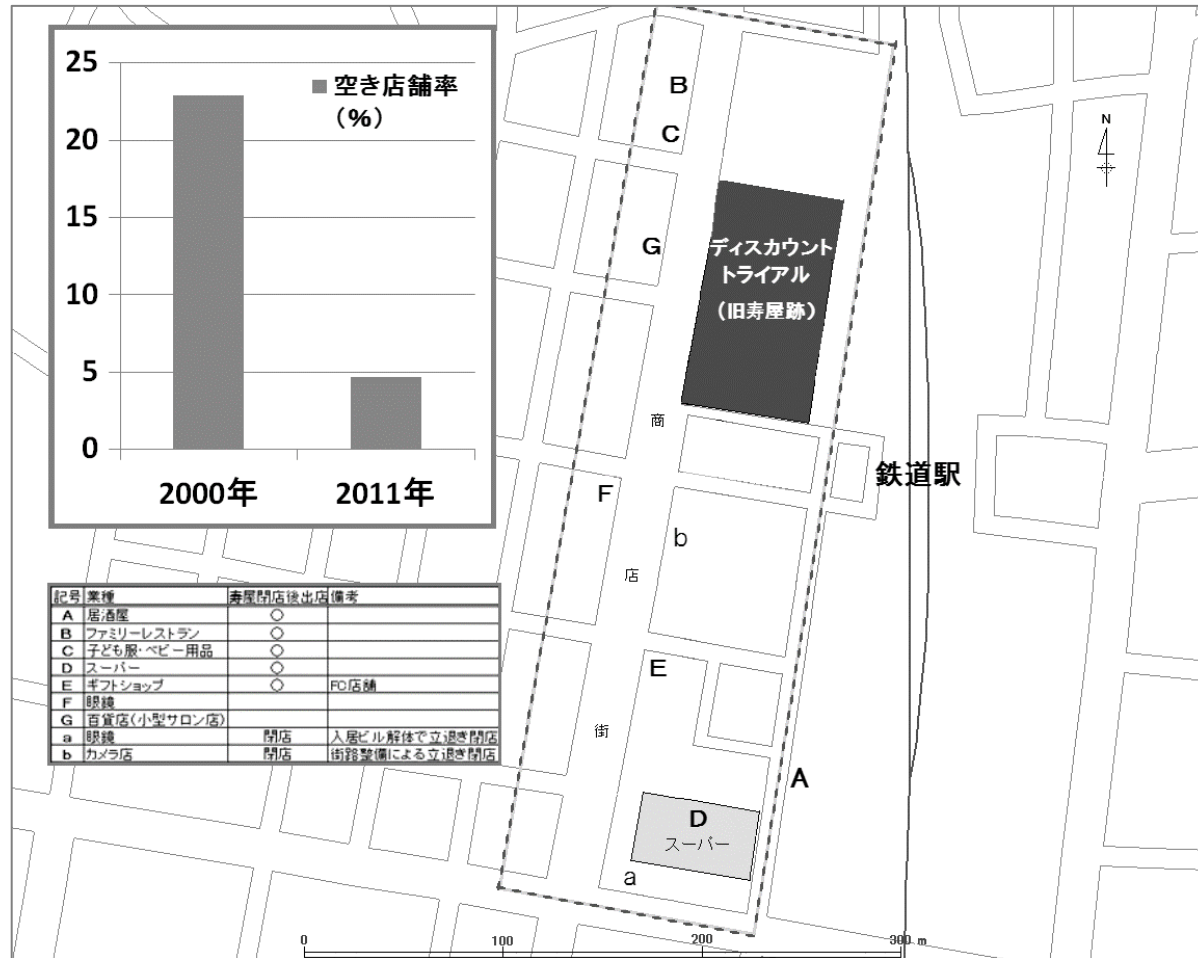 25
20
15
10
5
0
■ 空き店舗率
（%）
2000年
2011年
B
C
G
ディスカウント
トライアル
（旧寿屋跡）
N
商
F
鉄道駅
b
店
E
街
A
D
スーパー
a
記号 業種 寿屋閉店後出店 備考
A 居酒屋 ○
B ファミリーレストラン ○
C 子ども服・ベビー用品 ○
D スーパー ○
E ギフトショップ ○ FC店舗
F 眼鏡
G 百貨店(小型サロン店)
a 眼鏡 閉店 入居ビル解体で立退き閉店
b カメラ店 閉店 街路整備による立退き閉店
0 100 200 300 m